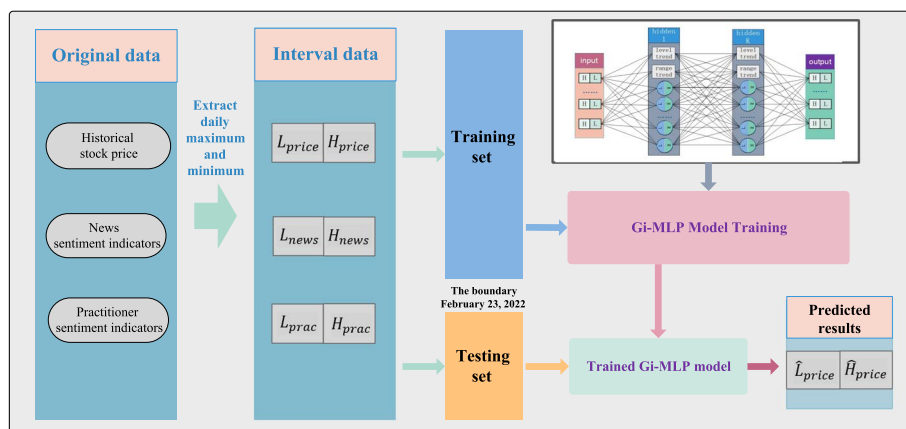 Original data
Historical
stock price
News
sentiment indicators
Practitioner
sentiment indicators
Extract
daily
maximum
and
minimum
Interval data
L_price H_price
L_news H_news
L_prac H_prac
Training
set
The boundary
February 23, 2022
Testing
set
input
H L
......
H L
H L
hidden
1
level
trend
range
trend
......
hidden
K
level
trend
range
trend
......
output
H L
......
H L
H L
Gi-MLP Model Training
Trained Gi-MLP model
Predicted
results
L̂_price Ĥ_price